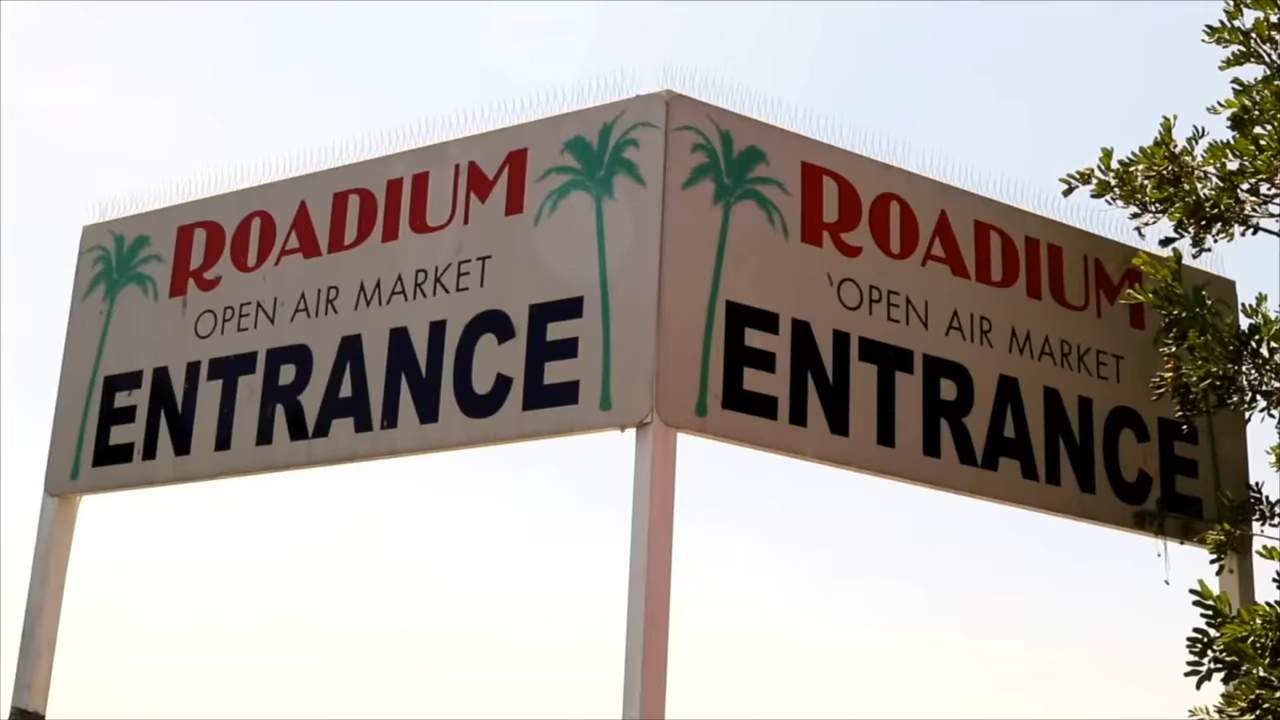 ROADIUM
OPEN AIR MARKET
ENTRANCE
ROADIUM
OPEN AIR MARKET
ENTRANCE